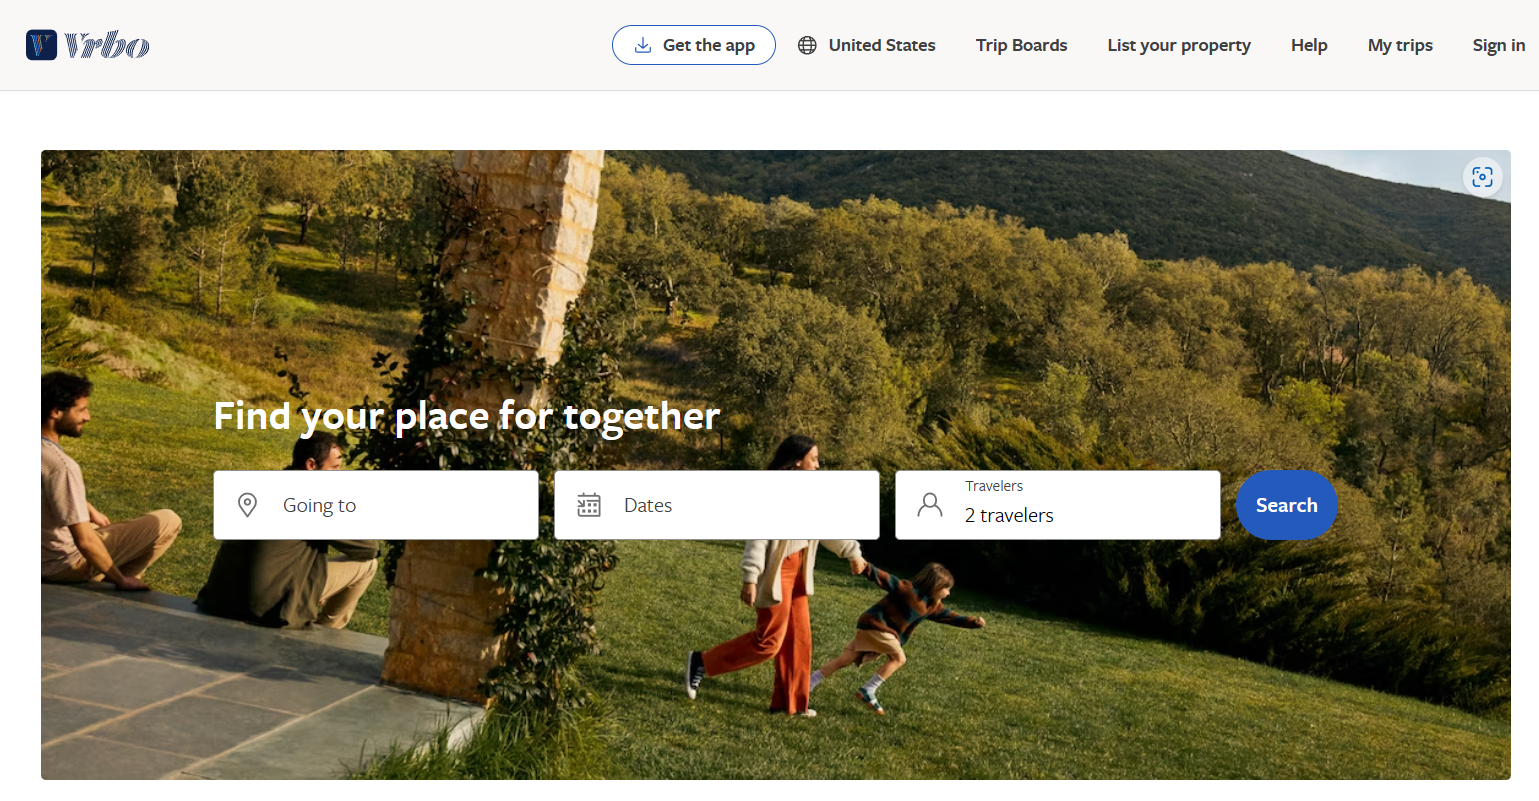 Vrbo
Get the app
United States
Trip Boards
List your property
Help
My trips
Sign in
Find your place for together
Going to
Dates
Travelers
2 travelers
Search